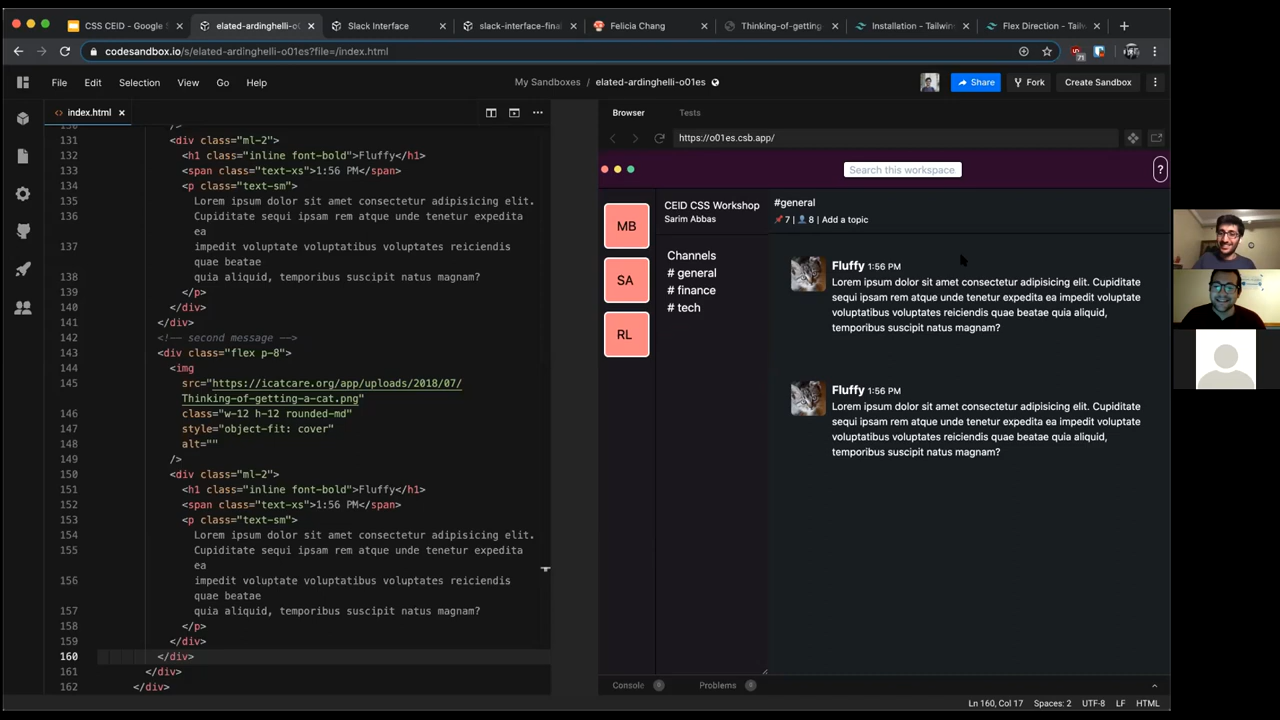 CSS CEID - Google S
elated-ardinghelli-o01e
Slack Interface
slack-interface-fina
Felicia Chang
Thinking-of-getting
Installation - Tailwin
Flex Direction - Tailw
codesandbox.io/s/elated-ardinghelli-o01es?file=/index.html
File Edit Selection View Go Help
My Sandboxes / elated-ardinghelli-o01es
Share Fork Create Sandbox
index.html
Browser Tests
https://o01es.csb.app/
130 />
131 <div class="ml-2">
132 <h1 class="inline font-bold">Fluffy</h1>
133 <span class="text-xs">1:56 PM</span>
134 <p class="text-sm">
135 Lorem ipsum dolor sit amet consectetur adipisicing elit.
136 Cupiditate sequi ipsum rem atque unde tenetur expedita
ea
137 impedit voluptate voluptatibus voluptates reiciendis
quae beatae
138 quia aliquid, temporibus suscipit natus magnam?
139 </p>
140 </div>
141 </div>
142 <!-- second message -->
143 <div class="flex p-8">
144 <img
145 src="https://icatcare.org/app/uploads/2018/07/
Thinking-of-getting-a-cat.png"
146 class="w-12 h-12 rounded-md"
147 style="object-fit: cover"
148 alt=""
149 />
150 <div class="ml-2">
151 <h1 class="inline font-bold">Fluffy</h1>
152 <span class="text-xs">1:56 PM</span>
153 <p class="text-sm">
154 Lorem ipsum dolor sit amet consectetur adipisicing elit.
155 Cupiditate sequi ipsam rem atque unde tenetur expedita
ea
156 impedit voluptate voluptatibus voluptates reiciendis
quae beatae
157 quia aliquid, temporibus suscipit natus magnam?
158 </p>
159 </div>
160 </div>
161 </div>
162 </div>
Search this workspace
?
MB
SA
RL
CEID CSS Workshop
Sarim Abbas
Channels
# general
# finance
# tech
#general
7 | 8 | Add a topic
Fluffy 1:56 PM
Lorem ipsum dolor sit amet consectetur adipisicing elit. Cupiditate
sequi ipsam rem atque unde tenetur expedita ea impedit voluptate
voluptatibus voluptates reiciendis quae beatae quia aliquid,
temporibus suscipit natus magnam?
Fluffy 1:56 PM
Lorem ipsum dolor sit amet consectetur adipisicing elit. Cupiditate
sequi ipsam rem atque unde tenetur expedita ea impedit voluptate
voluptatibus voluptates reiciendis quae beatae quia aliquid,
temporibus suscipit natus magnam?
Console Problems
Ln 160, Col 17 Spaces: 2 UTF-8 LF HTML